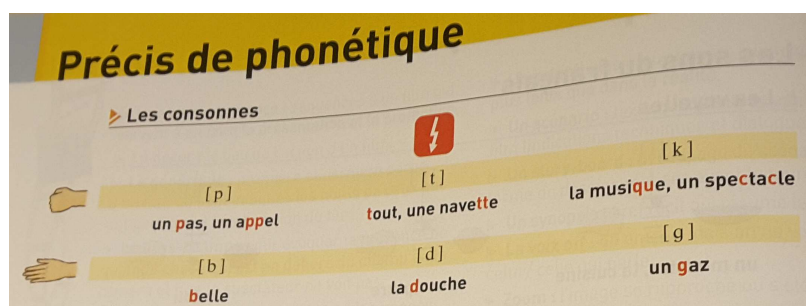 Précis de phonétique
Les consonnes
[p] [t] [k]
un pas, un appel tout, une navette la musique, un spectacle
[b] [d] [g]
belle la douche un gaz